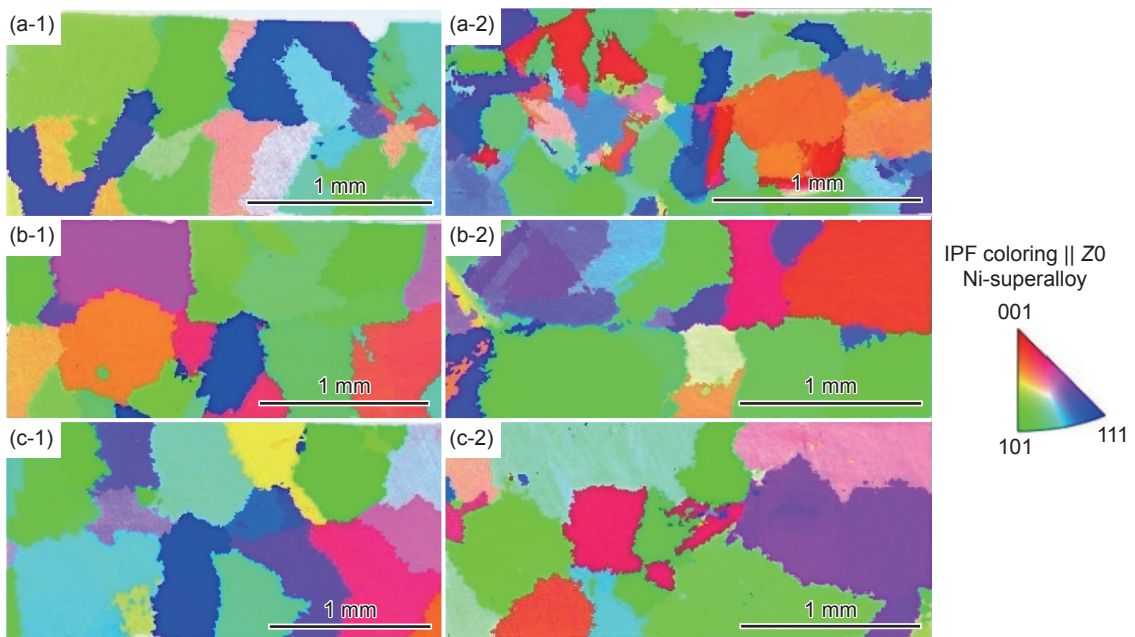 (a-1)
(a-2)
1 mm
1 mm
(b-1)
(b-2)
1 mm
1 mm
(c-1)
(c-2)
1 mm
1 mm
IPF coloring || Z0
Ni-superalloy
001
101
111